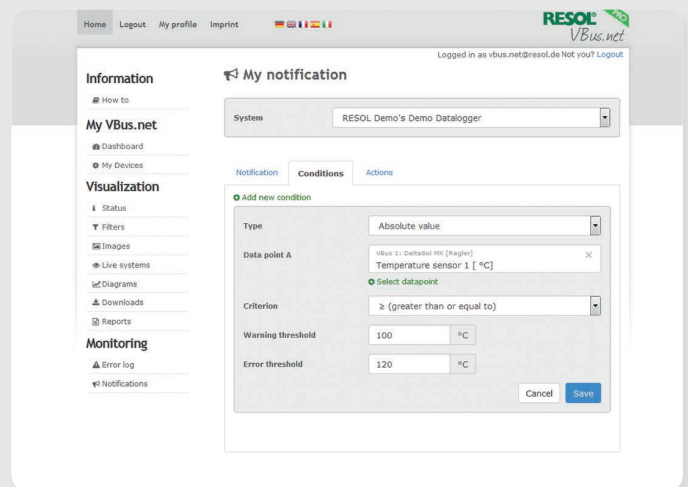 Home Logout My profile Imprint
RESOL® PRO
VBus.net
Logged in as vbus.net@resol.de Not you? Logout
Information
How to
My VBus.net
Dashboard
My Devices
Visualization
Status
Filters
Images
Live systems
Diagrams
Downloads
Reports
Monitoring
Error log
Notifications
My notification
System RESOL Demo's Demo Datalogger
Notification Conditions Actions
Add new condition
Type Absolute value
Data point A VBus 1: DeltaSol MX [Regler]
Temperature sensor 1 [ °C]
Select datapoint
Criterion ≥ (greater than or equal to)
Warning threshold 100 °C
Error threshold 120 °C
Cancel Save